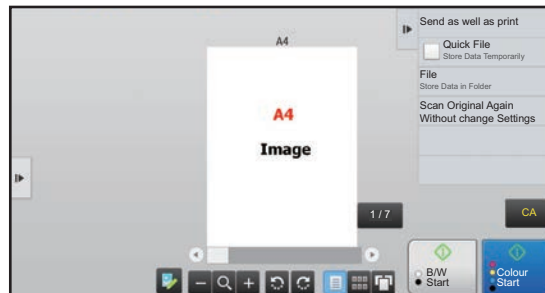 A4
A4
Image
1 / 7
Send as well as print
Quick File
Store Data Temporarily
File
Store Data in Folder
Scan Original Again
Without change Settings
CA
B/W
Start
Colour
Start